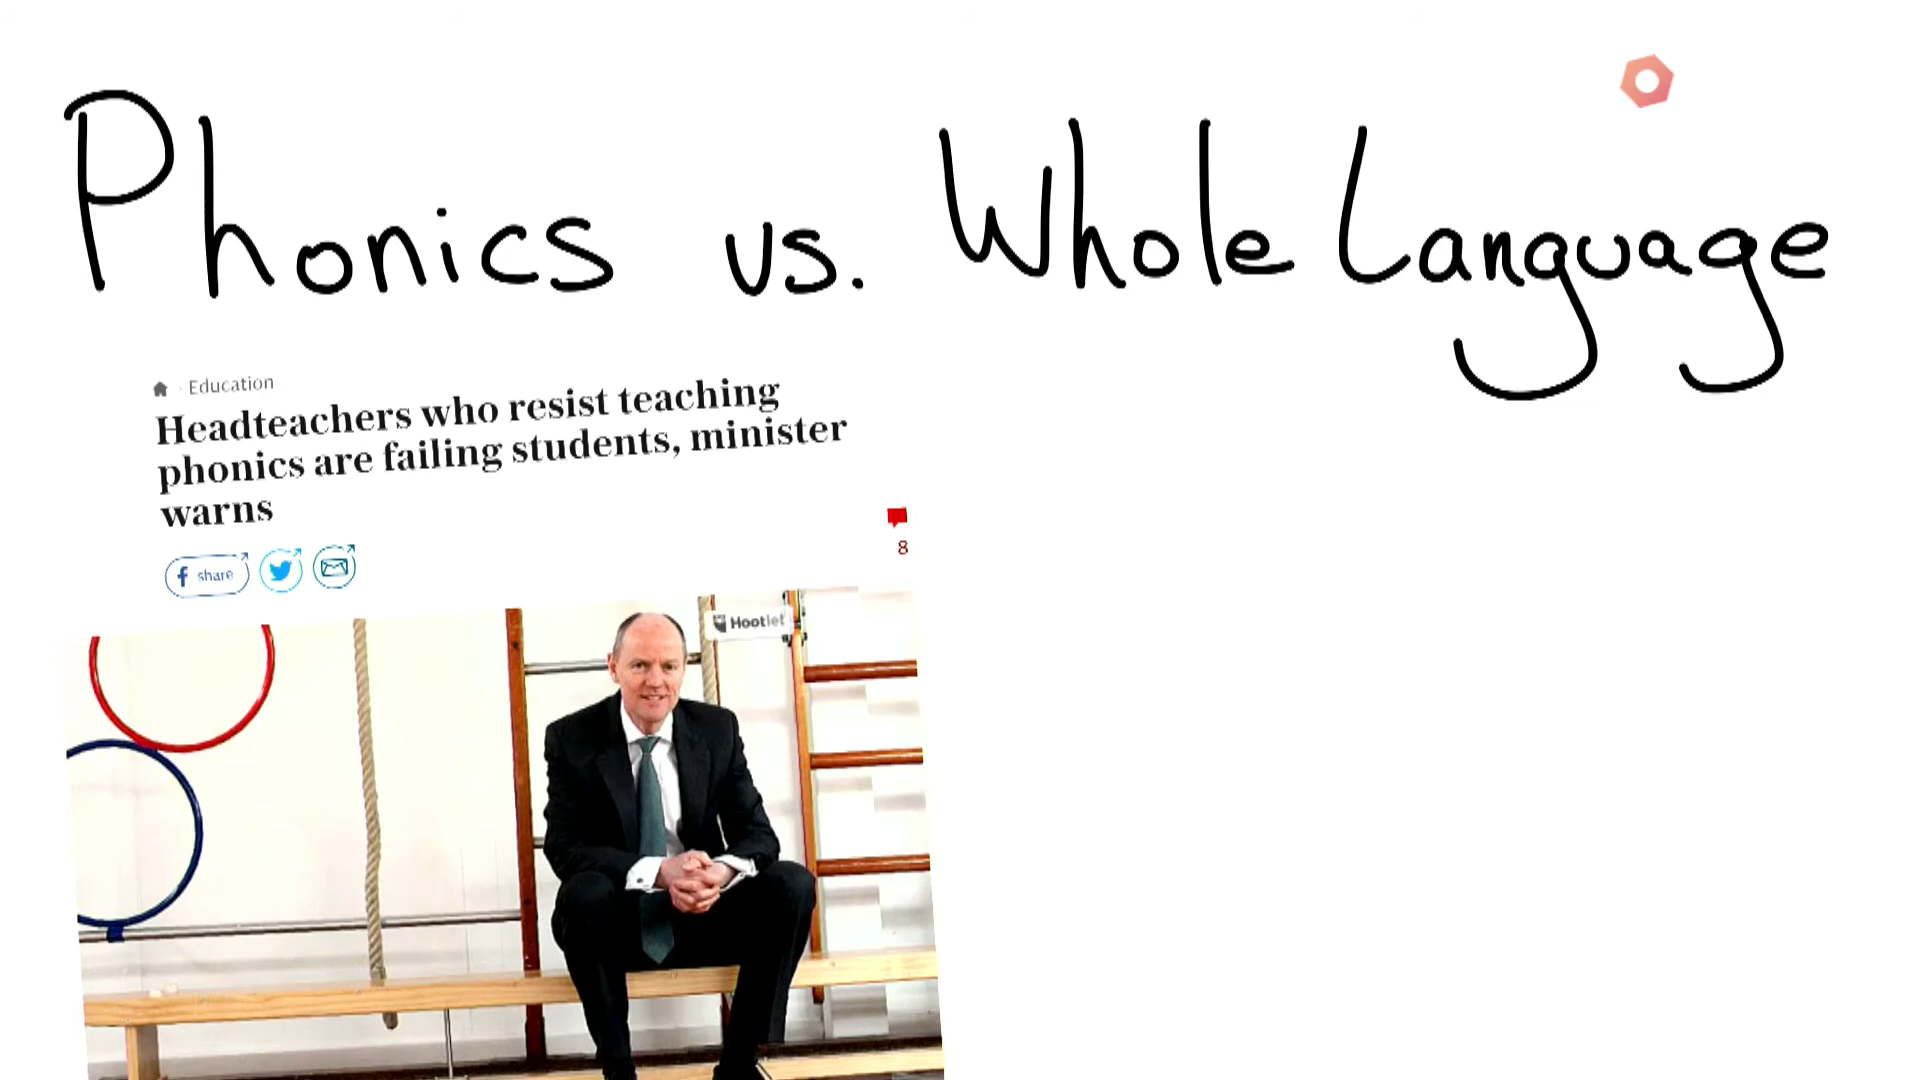 Phonics vs. Whole Language
Education
Headteachers who resist teaching
phonics are failing students, minister
warns
8
share
Hootlet